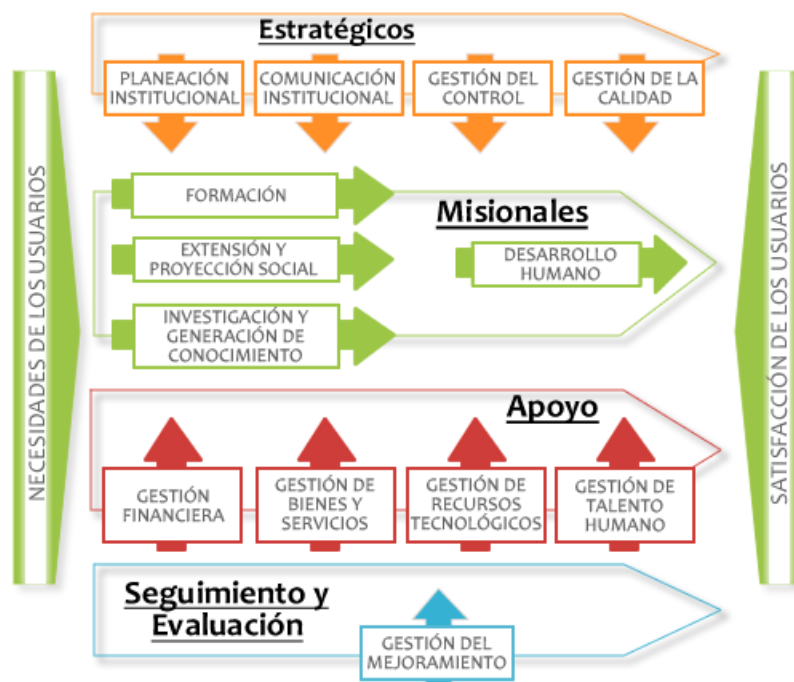 Estratégicos
PLANEACIÓN
INSTITUCIONAL
COMUNICACIÓN
INSTITUCIONAL
GESTIÓN DEL
CONTROL
GESTIÓN DE LA
CALIDAD
NECESIDADES DE LOS USUARIOS
FORMACIÓN
Misionales
EXTENSIÓN Y
PROYECCIÓN SOCIAL
DESARROLLO
HUMANO
INVESTIGACIÓN Y
GENERACIÓN DE
CONOCIMIENTO
SATISFACCIÓN DE LOS USUARIOS
Apoyo
GESTIÓN
FINANCIERA
GESTIÓN DE
BIENES Y
SERVICIOS
GESTIÓN DE
RECURSOS
TECNOLÓGICOS
GESTIÓN DE
TALENTO
HUMANO
Seguimiento y
Evaluación
GESTIÓN DEL
MEJORAMIENTO